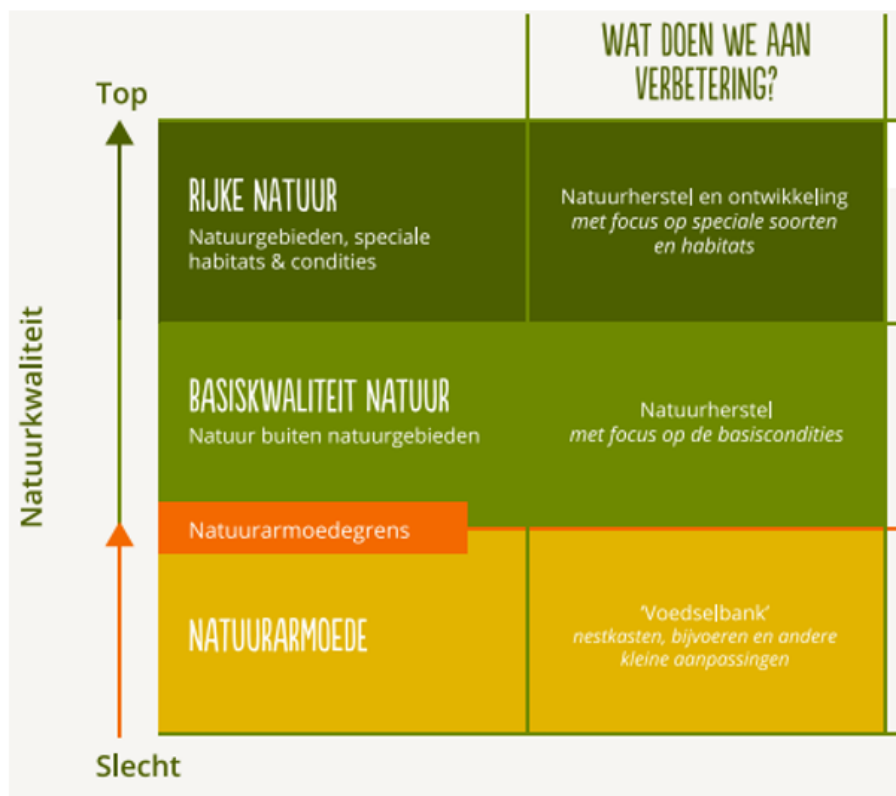 WAT DOEN WE AAN
VERBETERING?
Top
RIJKE NATUUR
Natuurgebieden, speciale
habitats & condities
Natuurherstel en ontwikkeling
met focus op speciale soorten
en habitats
Natuurkwaliteit
BASISKWALITEIT NATUUR
Natuur buiten natuurgebieden
Natuurherstel
met focus op de basiscondities
Natuurarmoedegrens
NATUURARMOEDE
‘Voedselbank’
nestkasten, bijvoeren en andere
kleine aanpassingen
Slecht